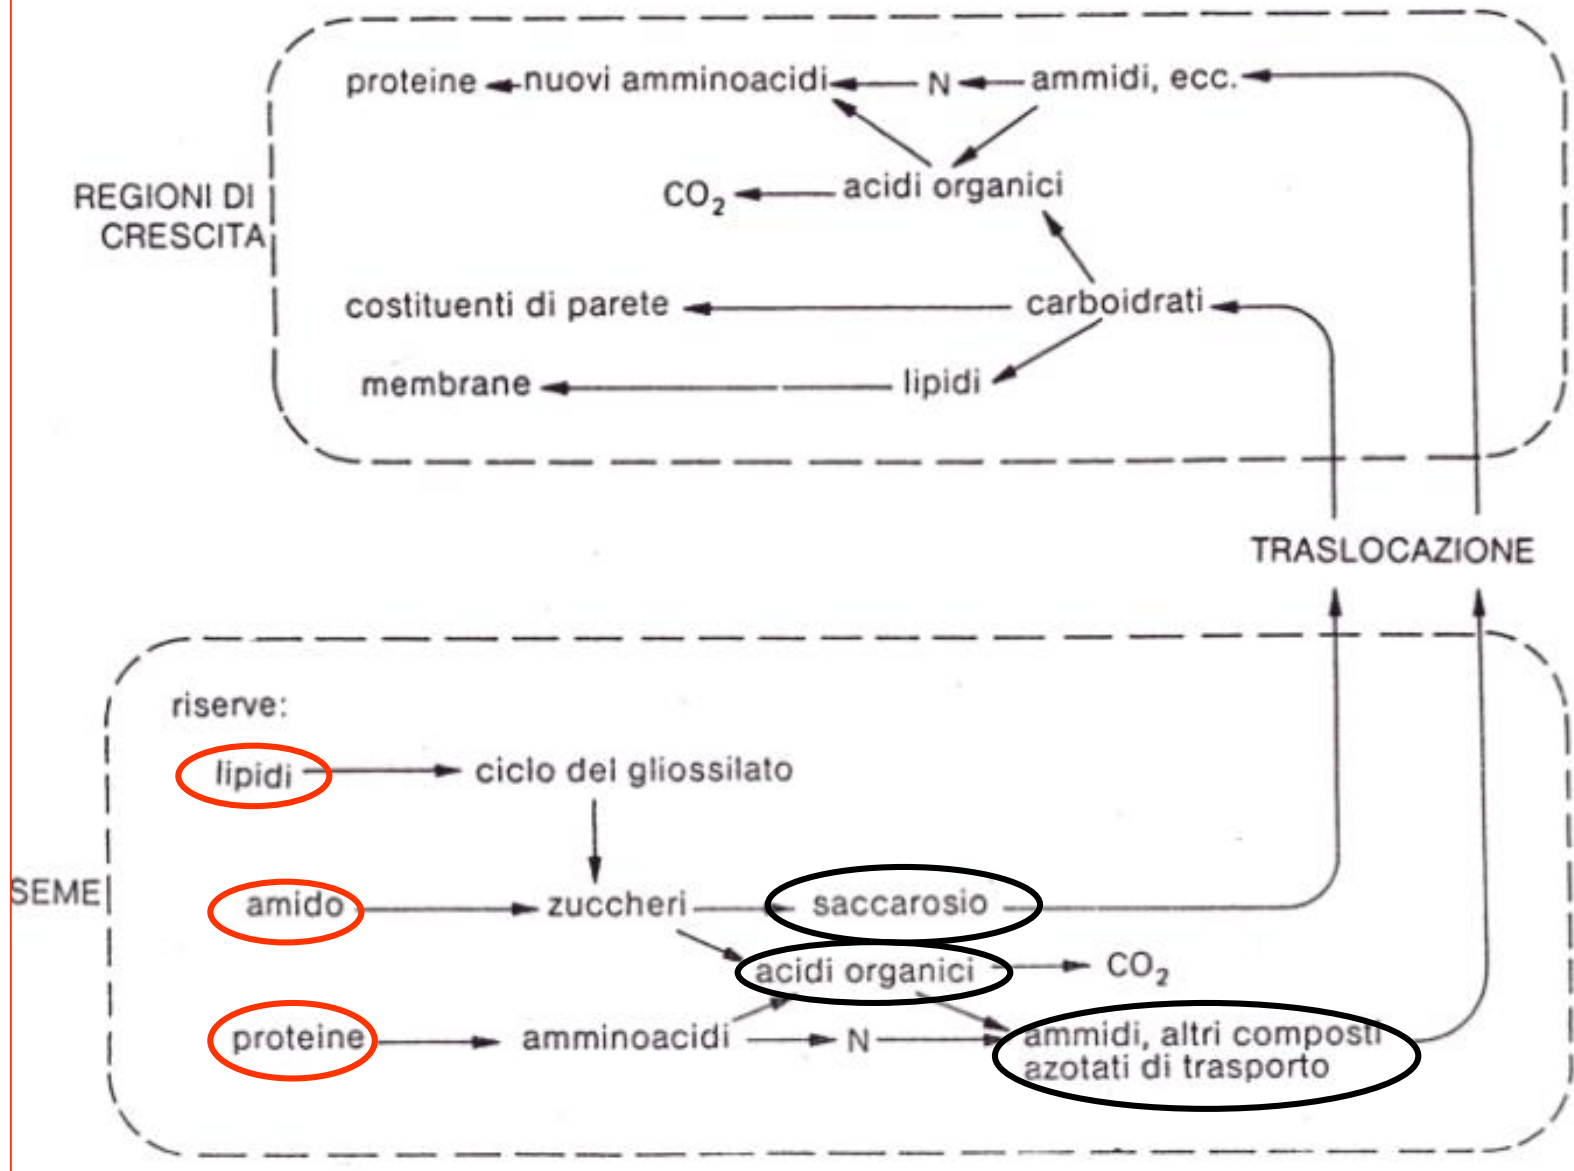 proteine nuovi amminoacidi N ammidi, ecc.
REGIONI DI
CRESCITA
CO2 acidi organici
costituenti di parete carboidrati
membrane lipidi
TRASLOCAZIONE
riserve:
lipidi ciclo del gliossilato
SEME
amido zuccheri saccarosio
acidi organici CO2
proteine amminoacidi N ammidi, altri composti
azotati di trasporto